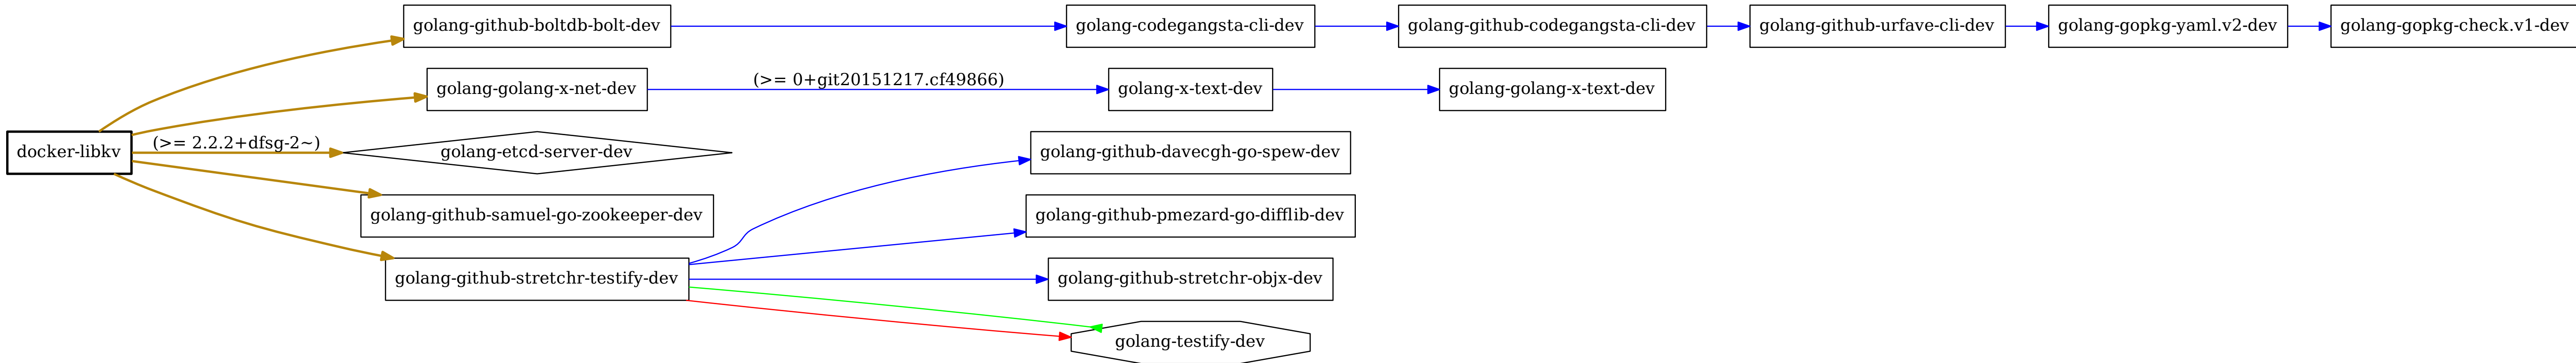 golang-github-boltdb-bolt-dev
golang-codegangsta-cli-dev
golang-github-codegangsta-cli-dev
golang-github-urfave-cli-dev
golang-gopkg-yaml.v2-dev
golang-gopkg-check.v1-dev
golang-golang-x-net-dev
(>= 0+git20151217.cf49866)
golang-x-text-dev
golang-golang-x-text-dev
docker-libkv
(>= 2.2.2+dfsg-2~)
golang-etcd-server-dev
golang-github-davecgh-go-spew-dev
golang-github-samuel-go-zookeeper-dev
golang-github-pmezard-go-difflib-dev
golang-github-stretchr-testify-dev
golang-github-stretchr-objx-dev
golang-testify-dev